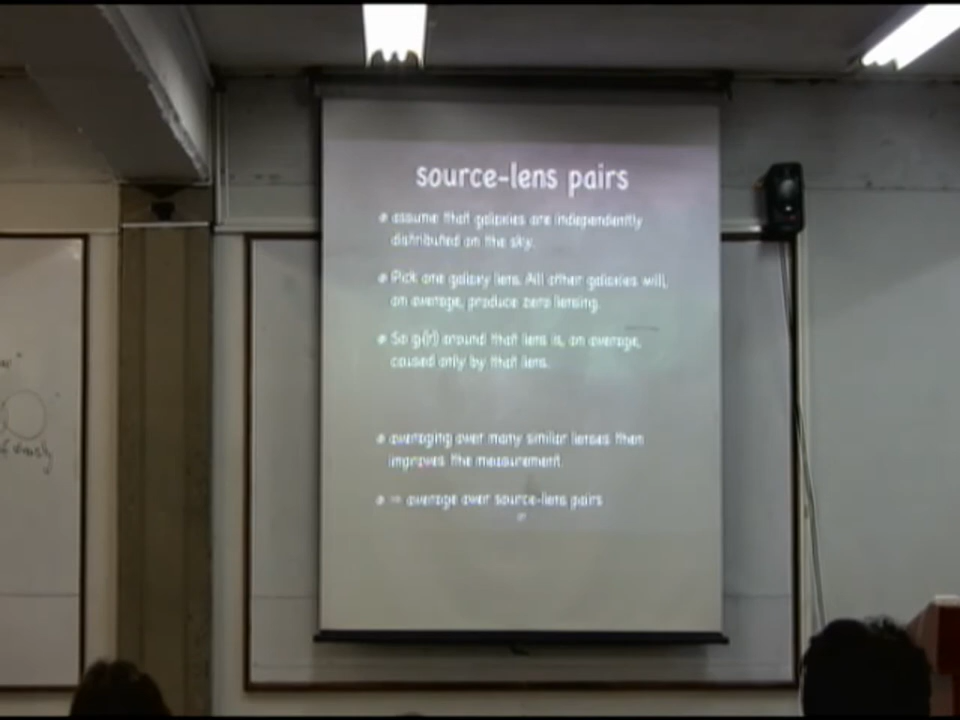 source-lens pairs
assume that galaxies are independently
distributed on the sky.
Pick one galaxy lens. All other galaxies will,
on average, produce zero lensing.
So g(r) around that lens is, on average,
caused only by that lens.
averaging over many similar lenses then
improves the measurement
average over source-lens pairs